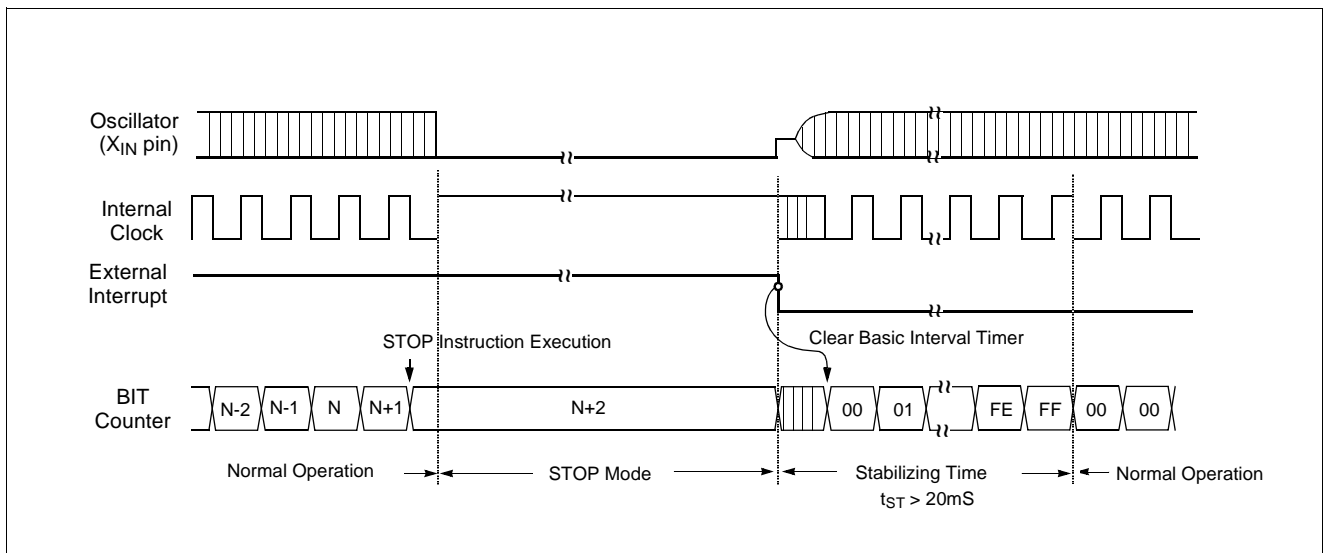 Oscillator
(XIN pin)
Internal
Clock
External
Interrupt
STOP Instruction Execution
Clear Basic Interval Timer
BIT
Counter
N-2 N-1 N N+1 N+2 00 01 FE FF 00 00
Normal Operation STOP Mode Stabilizing Time Normal Operation
tST > 20mS